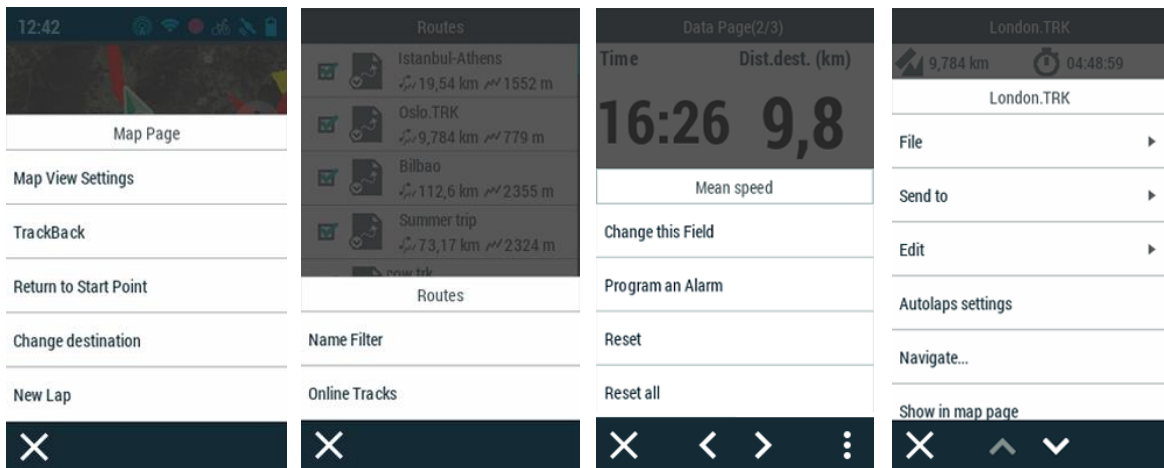 12:42
Map Page
Map View Settings
TrackBack
Return to Start Point
Change destination
New Lap
Routes
Istanbul-Athens
19,54 km 1552 m
Oslo.TRK
9,784 km 779 m
Bilbao
112,6 km 2355 m
Summer trip
73,17 km 2324 m
cow.trk
Routes
Name Filter
Online Tracks
Data Page(2/3)
Time Dist.dest. (km)
16:26 9,8
Mean speed
Change this Field
Program an Alarm
Reset
Reset all
London.TRK
9,784 km 04:48:59
London.TRK
File
Send to
Edit
Autolaps settings
Navigate...
Show in map page